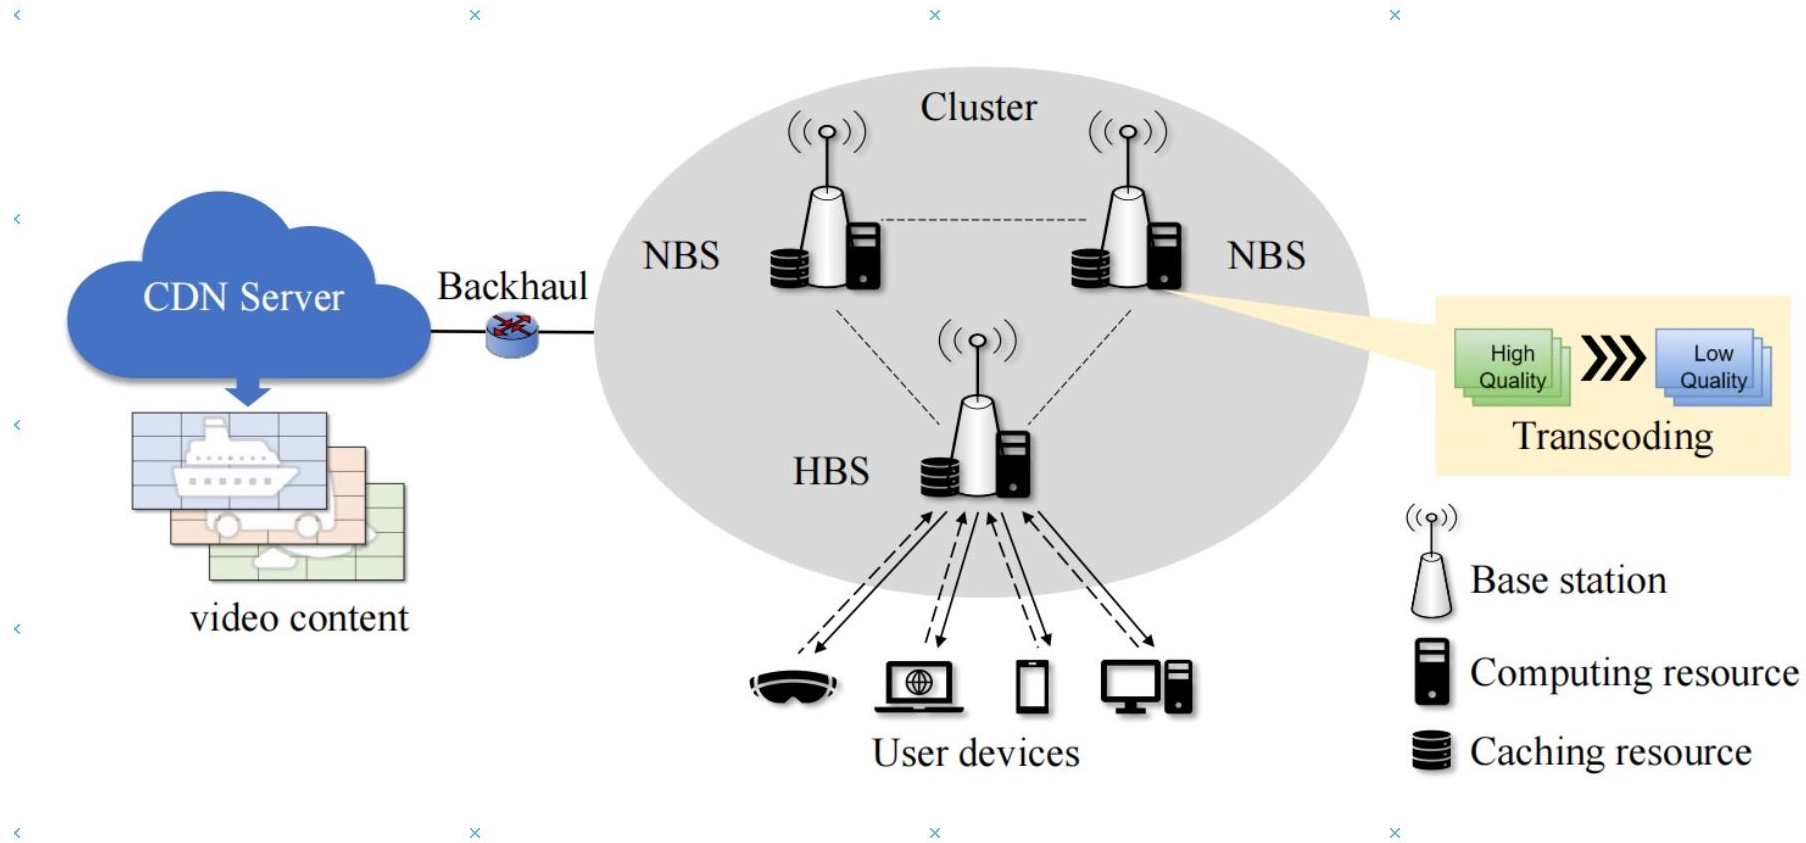 Cluster
NBS
NBS
CDN Server
Backhaul
High
Quality
Low
Quality
Transcoding
HBS
video content
Base station
Computing resource
User devices
Caching resource